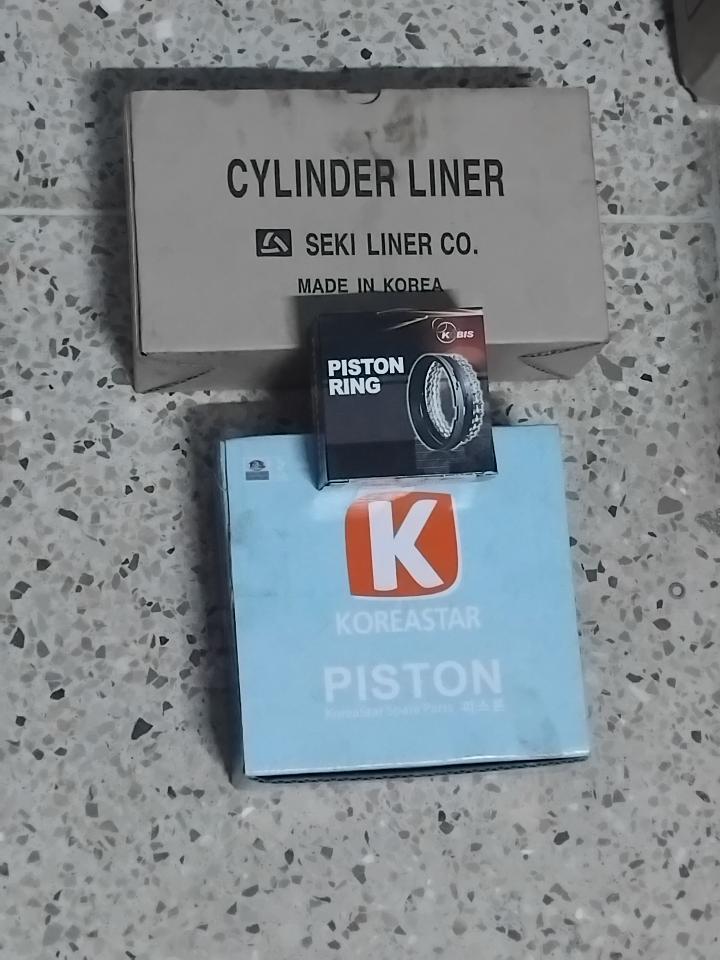 CYLINDER LINER
SEKI LINER CO.
MADE IN KOREA
K BIS
PISTON
RING
K
KOREASTAR
PISTON
KoreaStar Spare Parts 피스톤